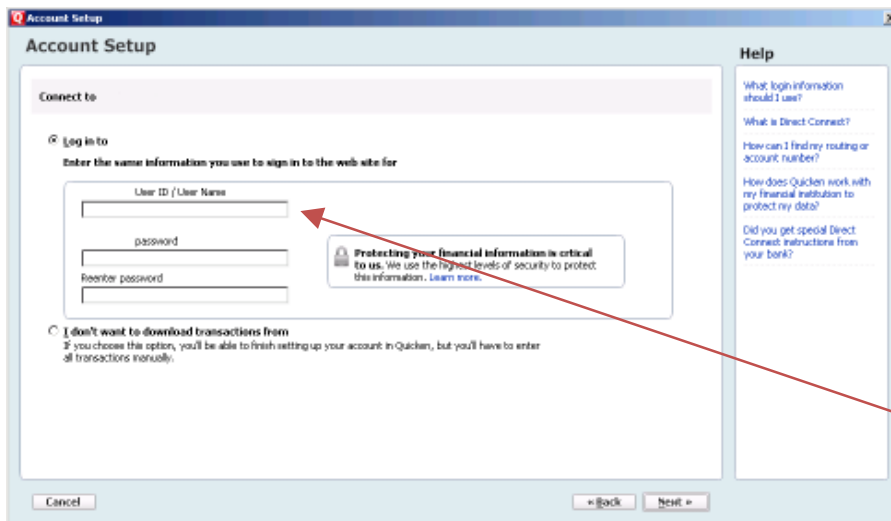 Account Setup
Account Setup
Connect to
Log in to
Enter the same information you use to sign in to the web site for
User ID / User Name
password
Reenter password
Protecting your financial information is crtical
to us. We use the highest levels of security to protect
this information. Learn more.
I don't want to download transactions from
If you choose this option, you'll be able to finish setting up your account in Quicken, but you'll have to enter
all transactions manually.
Help
What login information
should I use?
What is Direct Connect?
How can I find my routing or
account number?
How does Quicken work with
my financial institution to
protect my data?
Did you get special Direct
Connect instructions from
your bank?
Cancel
« Back
Next »